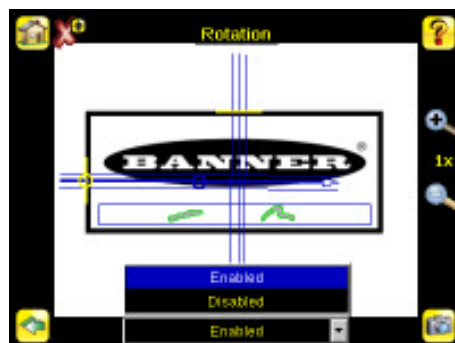 Rotation
?
1x
BANNER®
Enabled
Disabled
Enabled